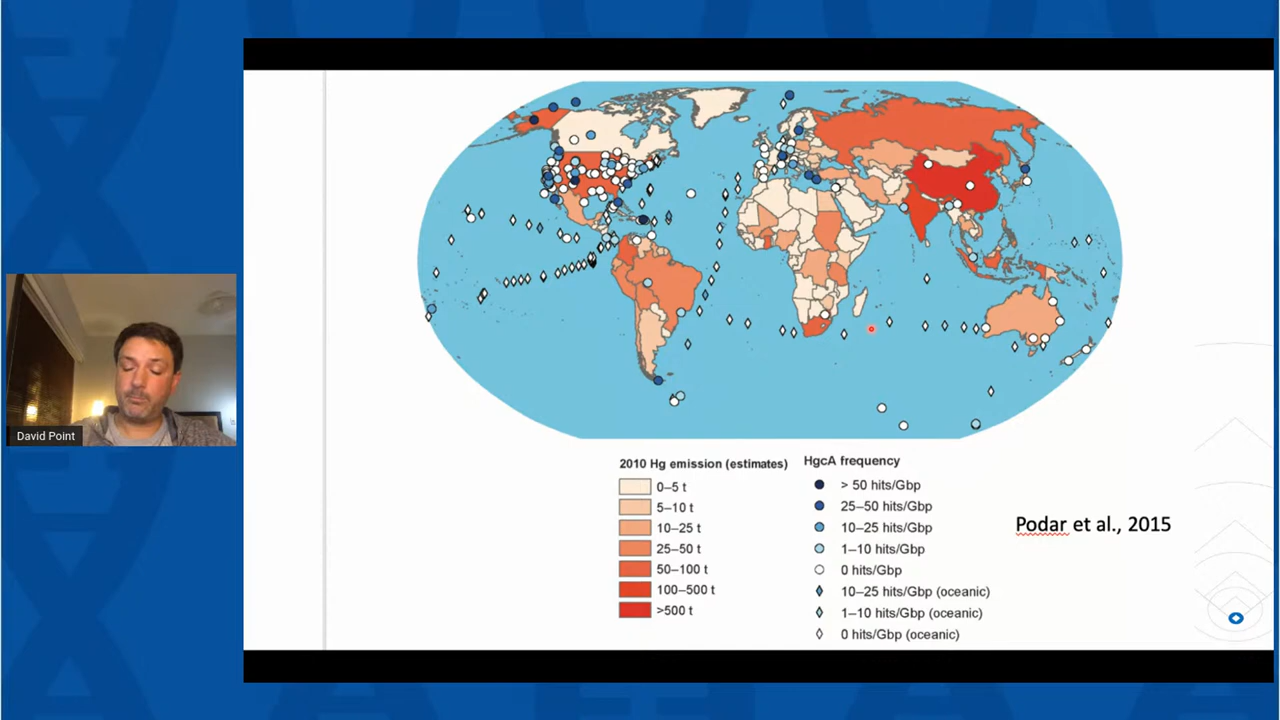 David Point
2010 Hg emission (estimates)
0–5 t
5–10 t
10–25 t
25–50 t
50–100 t
100–500 t
>500 t
HgcA frequency
> 50 hits/Gbp
25–50 hits/Gbp
10–25 hits/Gbp
1–10 hits/Gbp
0 hits/Gbp
10–25 hits/Gbp (oceanic)
1–10 hits/Gbp (oceanic)
0 hits/Gbp (oceanic)
Podar et al., 2015